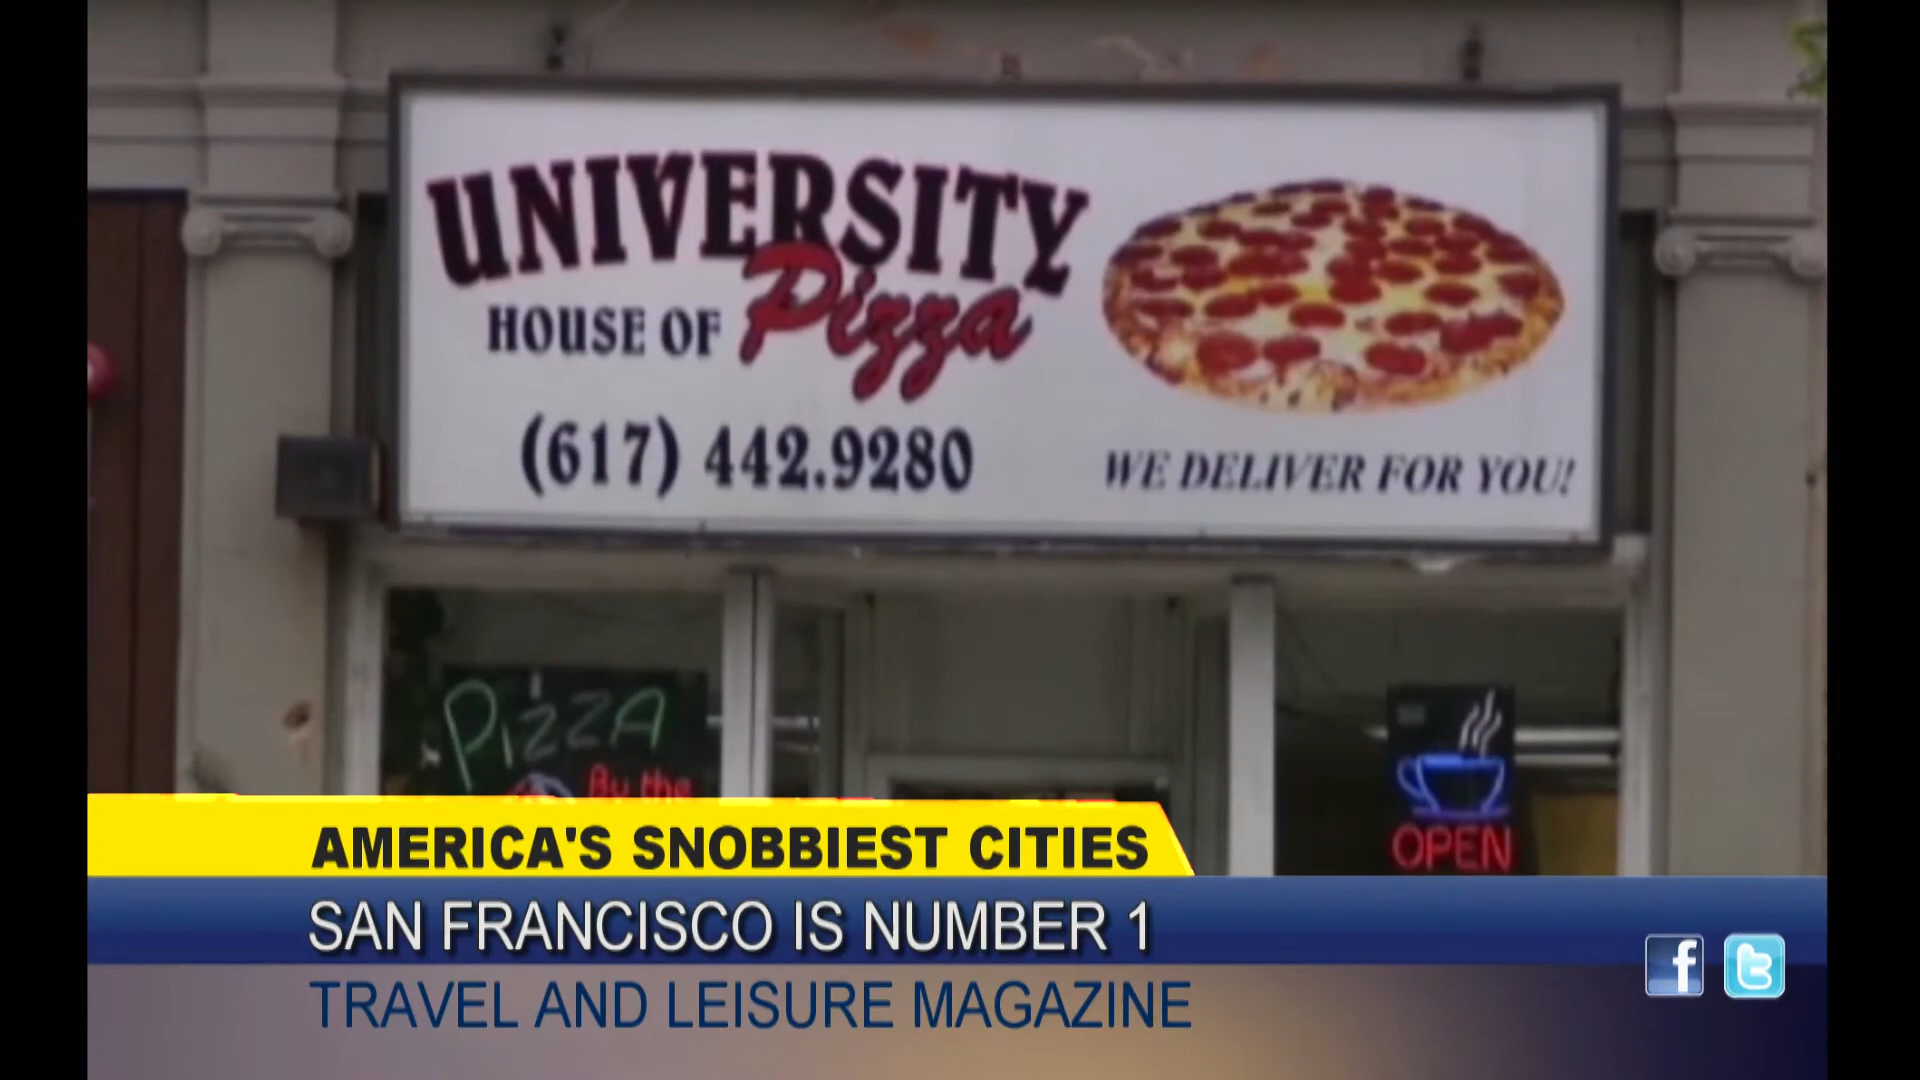 UNIVERSITY
HOUSE OF Pizza
(617) 442.9280
WE DELIVER FOR YOU!
PizzA
By the
OPEN
AMERICA'S SNOBBIEST CITIES
SAN FRANCISCO IS NUMBER 1
TRAVEL AND LEISURE MAGAZINE
f t